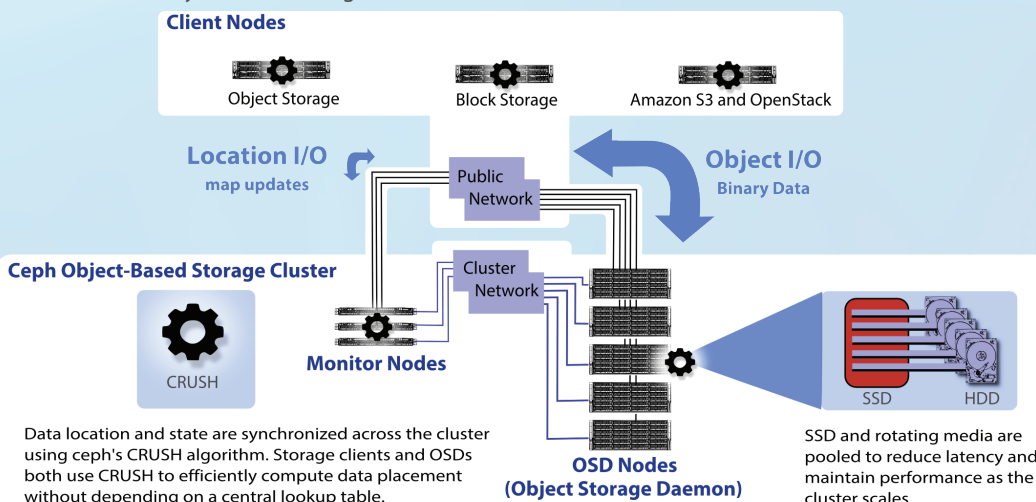 Client Nodes
Object Storage
Block Storage
Amazon S3 and OpenStack
Location I/O
map updates
Public
Network
Object I/O
Binary Data
Ceph Object-Based Storage Cluster
Cluster
Network
CRUSH
Monitor Nodes
SSD
HDD
Data location and state are synchronized across the cluster
using ceph's CRUSH algorithm. Storage clients and OSDs
both use CRUSH to efficiently compute data placement
without depending on a central lookup table.
OSD Nodes
(Object Storage Daemon)
SSD and rotating media are
pooled to reduce latency and
maintain performance as the
cluster scales